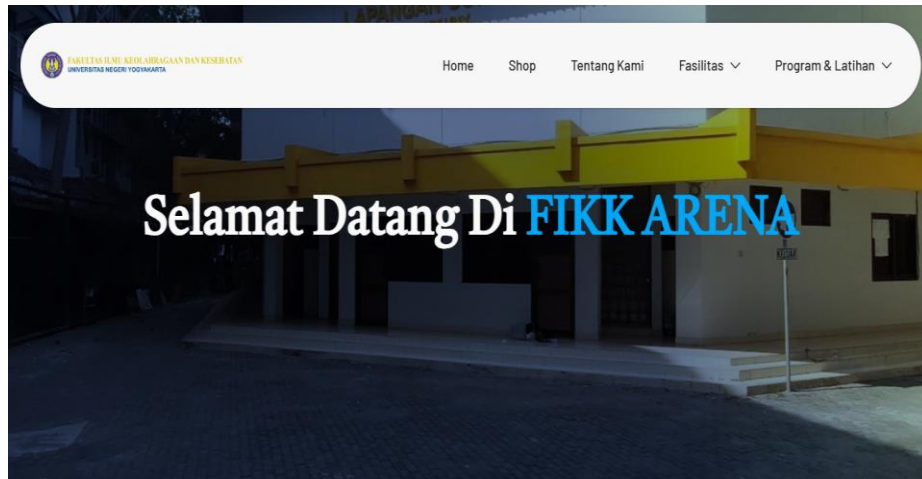 LAPANGAN
FAKULTAS ILMU KEOLAHRAGAAN DAN KESEHATAN
UNIVERSITAS NEGERI YOGYAKARTA
Home Shop Tentang Kami Fasilitas Program & Latihan
Selamat Datang Di FIKK ARENA